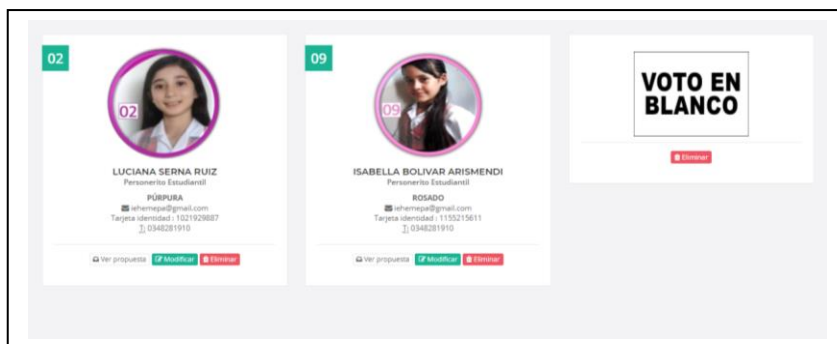 02
02
LUCIANA SERNA RUIZ
Personerito Estudiantil
PÚRPURA
iehemepa@gmail.com
Tarjeta identidad : 1021929887
T: 0348281910
Ver propuesta Modificar Eliminar
09
09
ISABELLA BOLIVAR ARISMENDI
Personerito Estudiantil
ROSADO
iehemepa@gmail.com
Tarjeta identidad : 1155215611
T: 0348281910
Ver propuesta Modificar Eliminar
VOTO EN
BLANCO
Eliminar